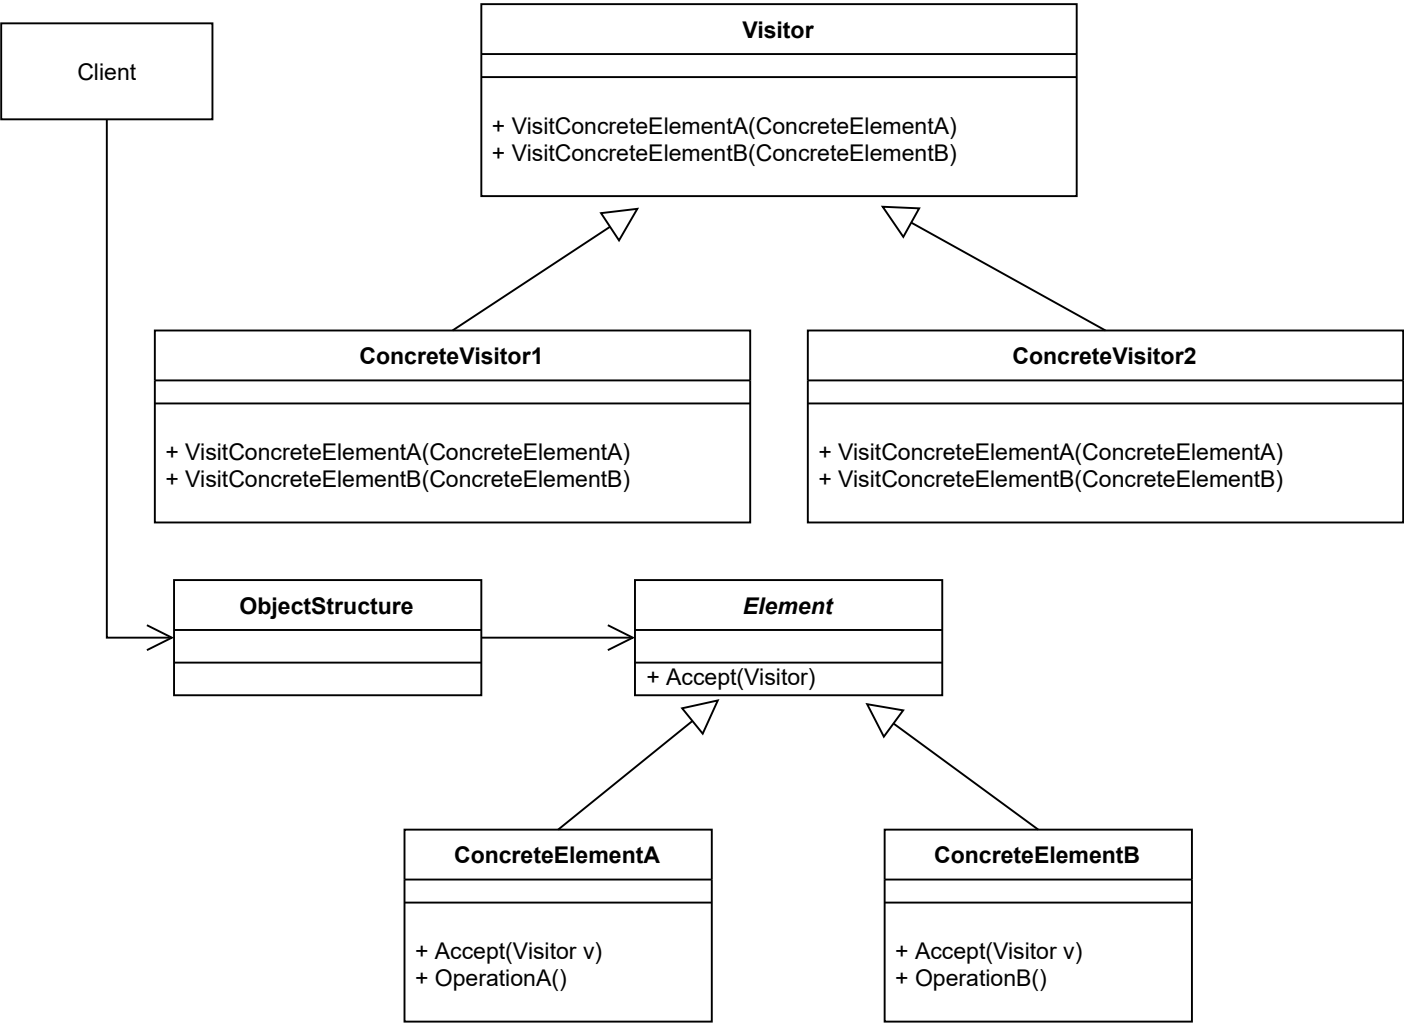 Client
Visitor
+ VisitConcreteElementA(ConcreteElementA)
+ VisitConcreteElementB(ConcreteElementB)
ConcreteVisitor1
+ VisitConcreteElementA(ConcreteElementA)
+ VisitConcreteElementB(ConcreteElementB)
ConcreteVisitor2
+ VisitConcreteElementA(ConcreteElementA)
+ VisitConcreteElementB(ConcreteElementB)
ObjectStructure
Element
+ Accept(Visitor)
ConcreteElementA
+ Accept(Visitor v)
+ OperationA()
ConcreteElementB
+ Accept(Visitor v)
+ OperationB()